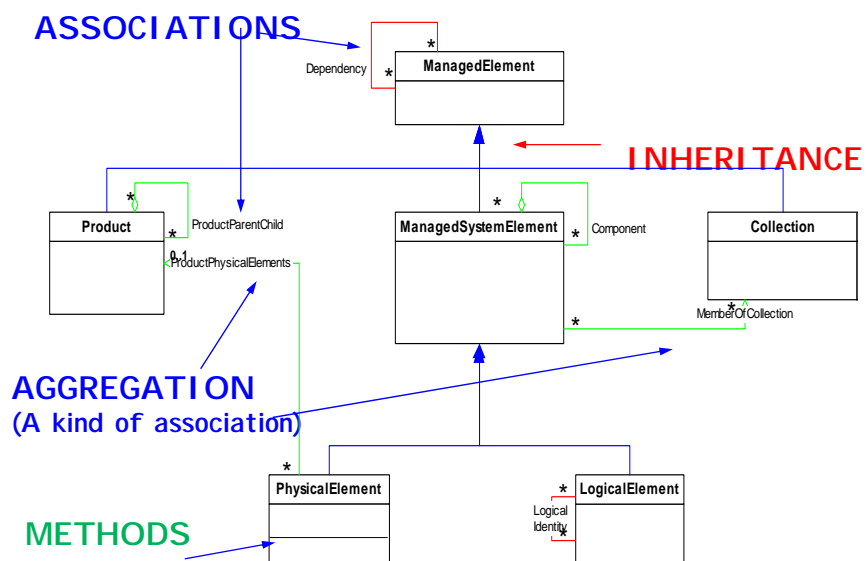 ASSOCIATIONS
*
Dependency
*
ManagedElement
INHERITANCE
*
Product
ProductParentChild
*
0..1
ProductPhysicalElements
*
ManagedSystemElement
*
Component
Collection
*
MemberOfCollection
*
AGGREGATION
(A kind of association)
*
PhysicalElement
*
LogicalElement
Logical
Identity
*
METHODS